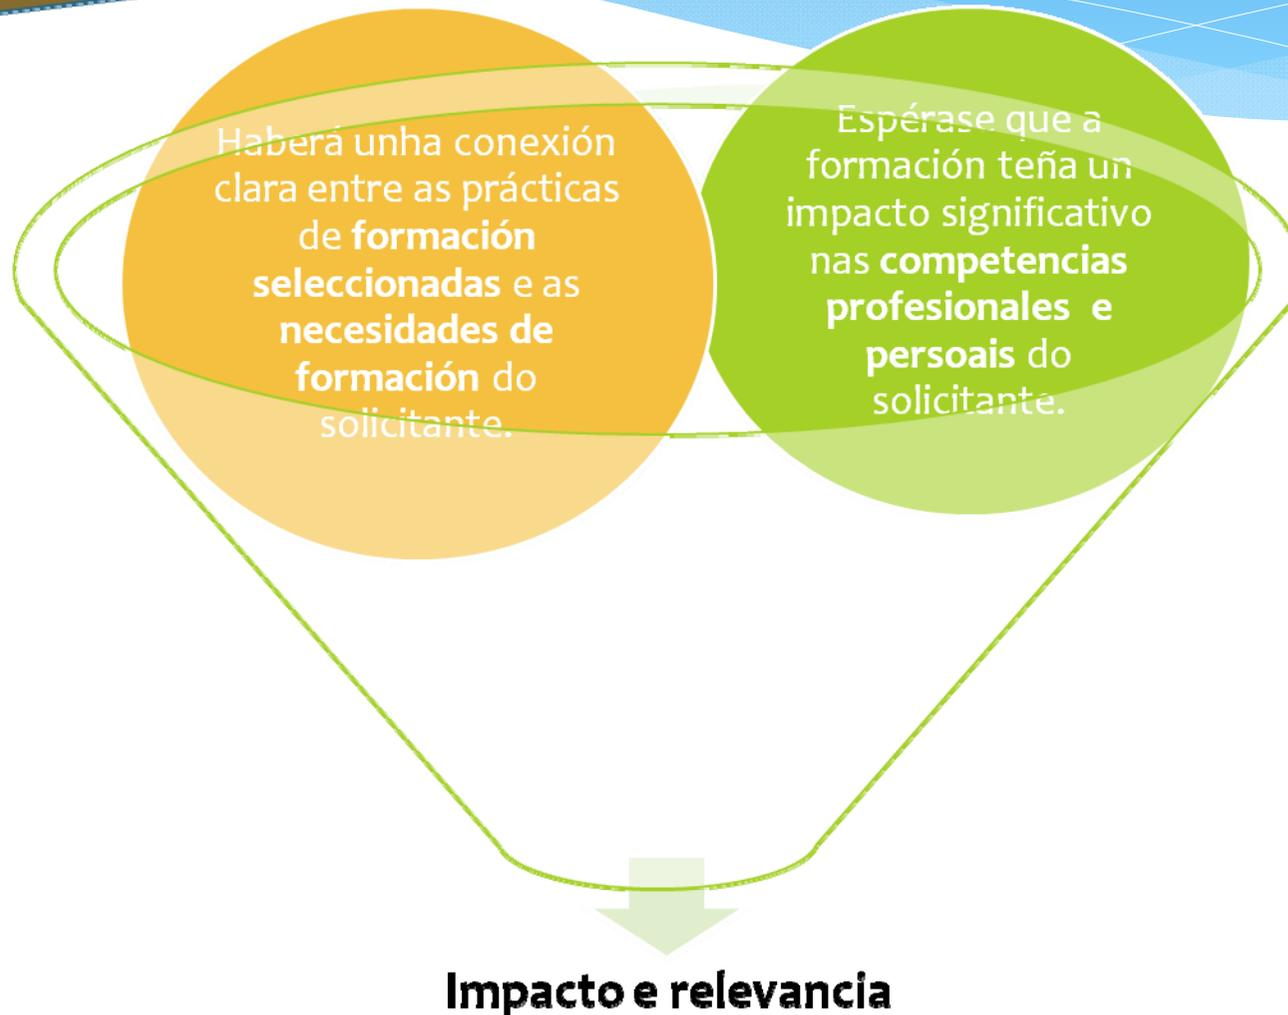 Haberá unha conexión
clara entre as prácticas
de formación
seleccionadas e as
necesidades de
formación do
solicitante.
Espérase que a
formación teña un
impacto significativo
nas competencias
profesionales e
persoais do
solicitante.
Impacto e relevancia